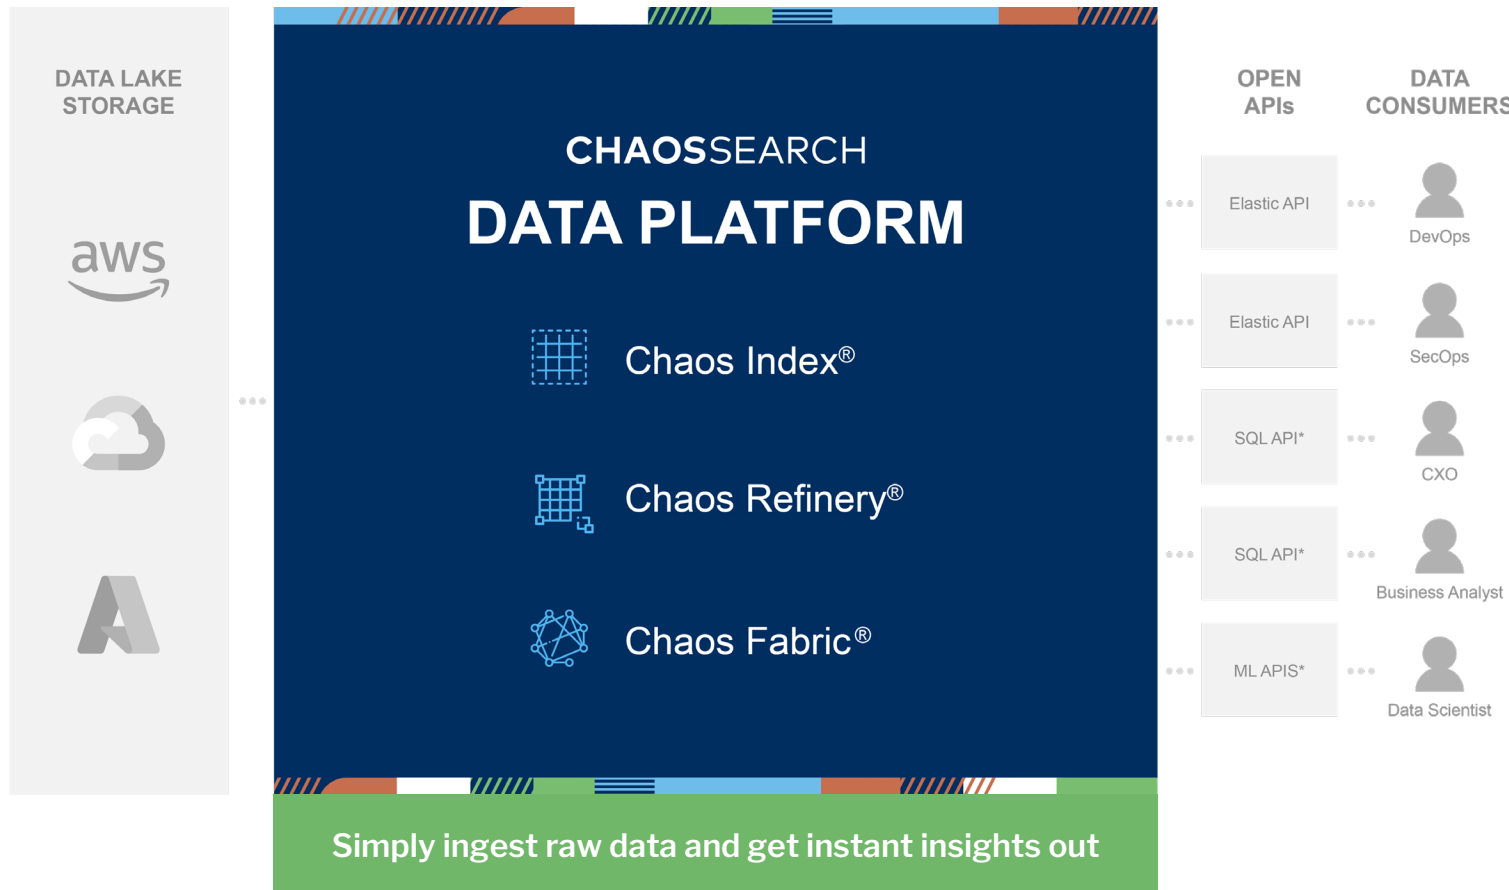 DATA LAKE
STORAGE
aws
CHAOSSEARCH
DATA PLATFORM
Chaos Index®
Chaos Refinery®
Chaos Fabric®
Simply ingest raw data and get instant insights out
OPEN
APIs
DATA
CONSUMERS
Elastic API
DevOps
Elastic API
SecOps
SQL API*
CXO
SQL API*
Business Analyst
ML APIS*
Data Scientist